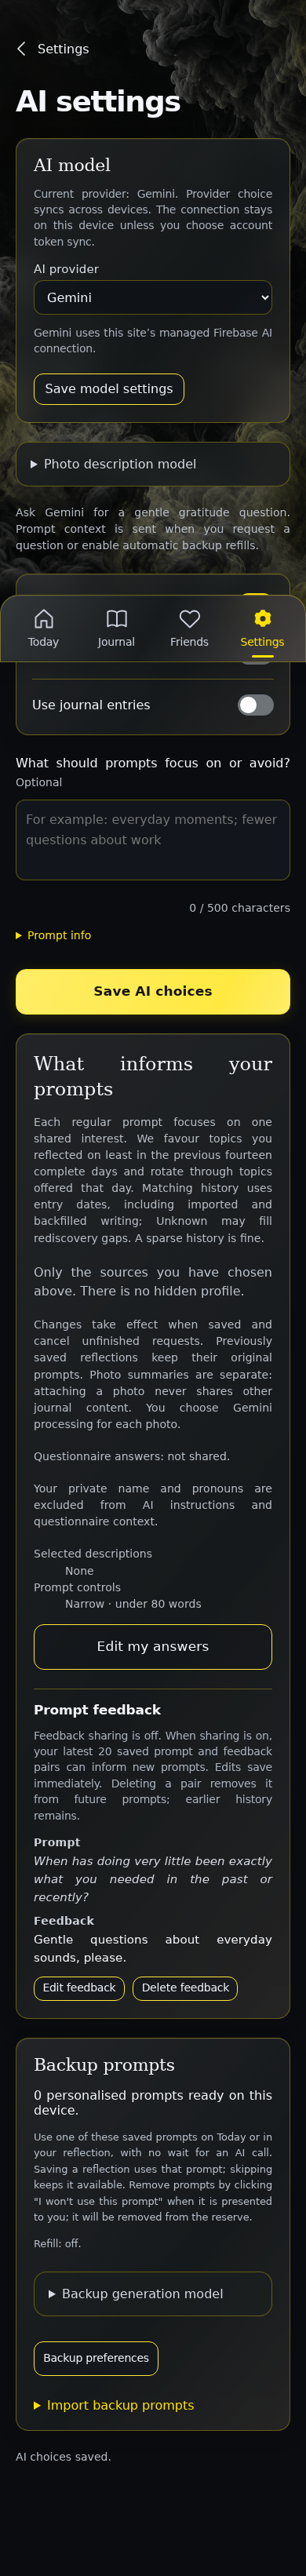 Settings
AI settings
AI model
Current provider: Gemini. Provider choice
syncs across devices. The connection stays
on this device unless you choose account
token sync.
AI provider
Gemini
Gemini uses this site's managed Firebase AI
connection.
Save model settings
Photo description model
Ask Gemini for a gentle gratitude question.
Prompt context is sent when you request a
question or enable automatic backup refills.
Today
Journal
Friends
Settings
Use journal entries
What should prompts focus on or avoid?
Optional
For example: everyday moments; fewer
questions about work
0 / 500 characters
Prompt info
Save AI choices
What informs your
prompts
Each regular prompt focuses on one
shared interest. We favour topics you
reflected on least in the previous fourteen
complete days and rotate through topics
offered that day. Matching history uses
entry dates, including imported and
backfilled writing; Unknown may fill
rediscovery gaps. A sparse history is fine.
Only the sources you have chosen
above. There is no hidden profile.
Changes take effect when saved and
cancel unfinished requests. Previously
saved reflections keep their original
prompts. Photo summaries are separate:
attaching a photo never shares other
journal content. You choose Gemini
processing for each photo.
Questionnaire answers: not shared.
Your private name and pronouns are
excluded from AI instructions and
questionnaire context.
Selected descriptions
None
Prompt controls
Narrow · under 80 words
Edit my answers
Prompt feedback
Feedback sharing is off. When sharing is on,
your latest 20 saved prompt and feedback
pairs can inform new prompts. Edits save
immediately. Deleting a pair removes it
from future prompts; earlier history
remains.
Prompt
When has doing very little been exactly
what you needed in the past or
recently?
Feedback
Gentle questions about everyday
sounds, please.
Edit feedback
Delete feedback
Backup prompts
0 personalised prompts ready on this
device.
Use one of these saved prompts on Today or in
your reflection, with no wait for an AI call.
Saving a reflection uses that prompt; skipping
keeps it available. Remove prompts by clicking
"I won't use this prompt" when it is presented
to you; it will be removed from the reserve.
Refill: off.
Backup generation model
Backup preferences
Import backup prompts
AI choices saved.